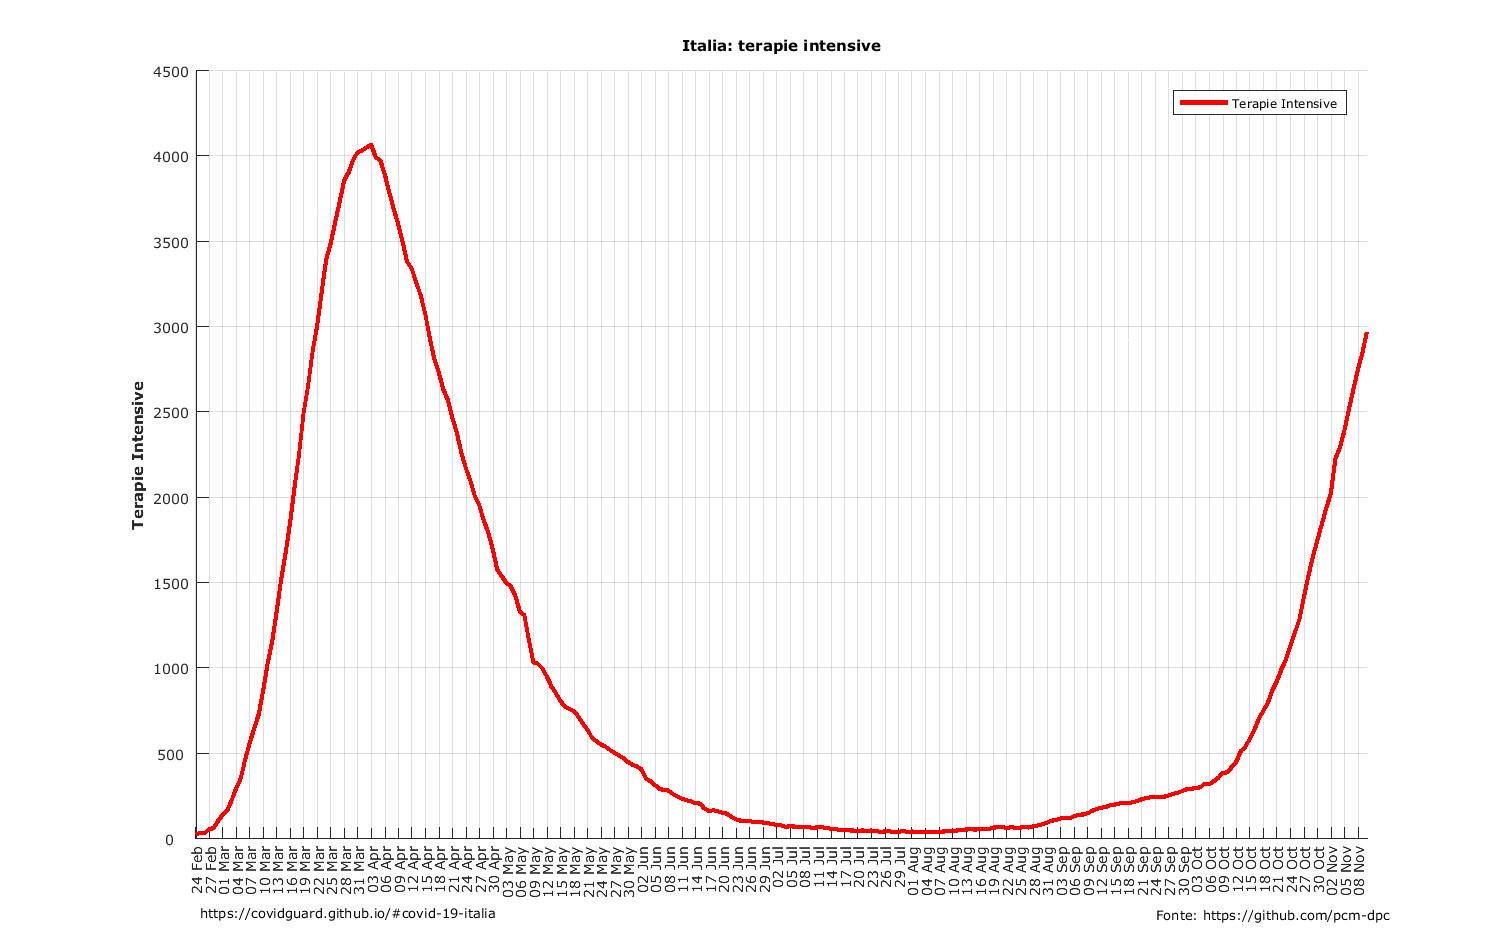 Italia: terapie intensive
Terapie Intensive
Terapie Intensive
4500
4000
3500
3000
2500
2000
1500
1000
500
0
24 Feb
27 Feb
01 Mar
04 Mar
07 Mar
10 Mar
13 Mar
16 Mar
19 Mar
22 Mar
25 Mar
28 Mar
31 Mar
03 Apr
06 Apr
09 Apr
12 Apr
15 Apr
18 Apr
21 Apr
24 Apr
27 Apr
30 Apr
03 May
06 May
09 May
12 May
15 May
18 May
21 May
24 May
27 May
30 May
02 Jun
05 Jun
08 Jun
11 Jun
14 Jun
17 Jun
20 Jun
23 Jun
26 Jun
29 Jun
02 Jul
05 Jul
08 Jul
11 Jul
14 Jul
17 Jul
20 Jul
23 Jul
26 Jul
29 Jul
01 Aug
04 Aug
07 Aug
10 Aug
13 Aug
16 Aug
19 Aug
22 Aug
25 Aug
28 Aug
31 Aug
03 Sep
06 Sep
09 Sep
12 Sep
15 Sep
18 Sep
21 Sep
24 Sep
27 Sep
30 Sep
03 Oct
06 Oct
09 Oct
12 Oct
15 Oct
18 Oct
21 Oct
24 Oct
27 Oct
30 Oct
02 Nov
05 Nov
08 Nov
https://covidguard.github.io/#covid-19-italia
Fonte: https://github.com/pcm-dpc